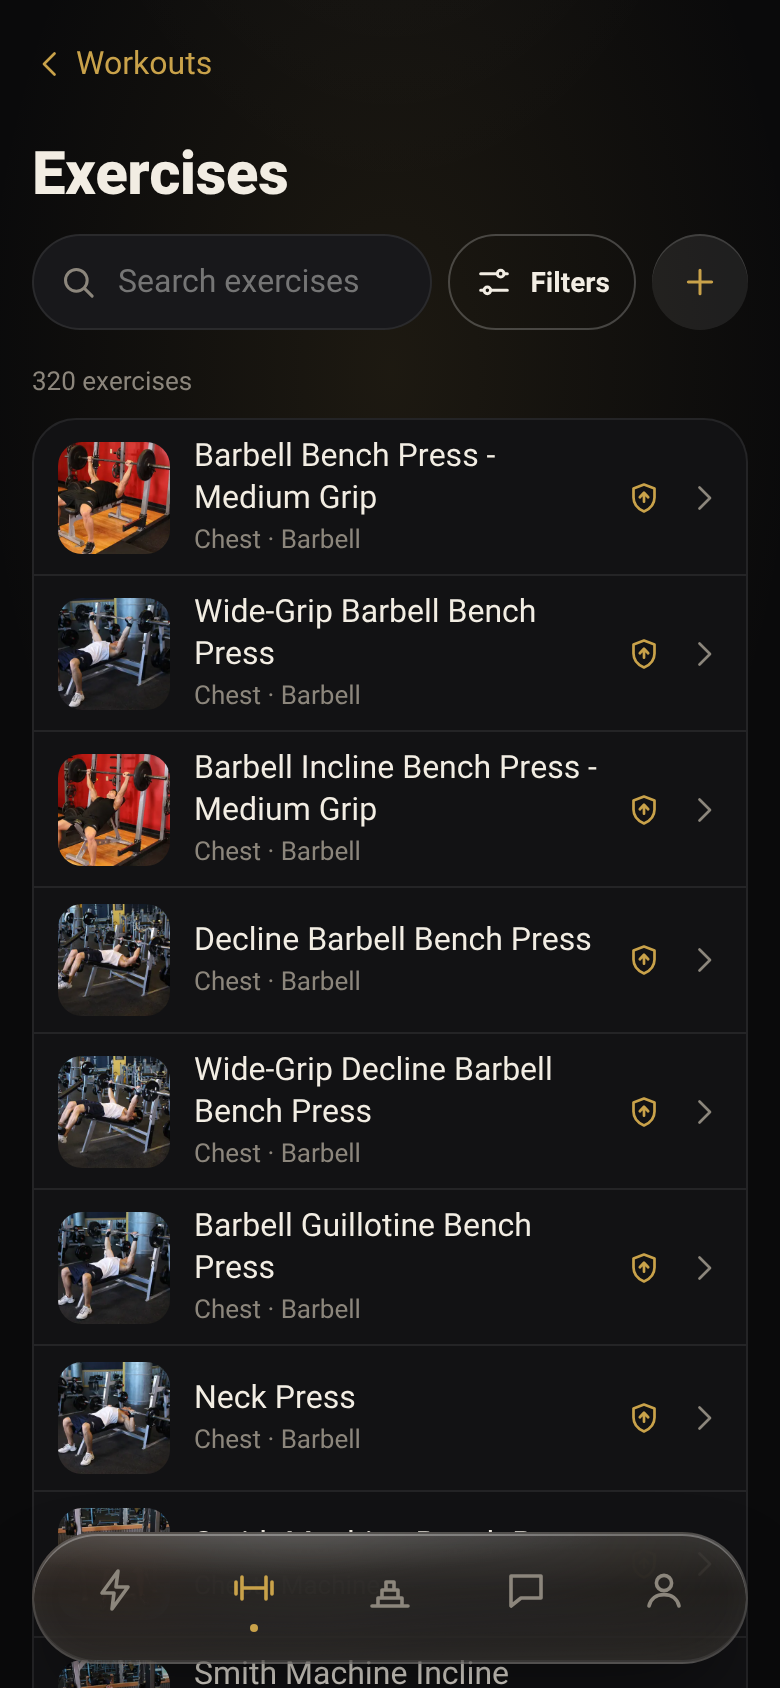 Workouts
Exercises
Search exercises
Filters
320 exercises
Barbell Bench Press -
Medium Grip
Chest · Barbell
Wide-Grip Barbell Bench
Press
Chest · Barbell
Barbell Incline Bench Press -
Medium Grip
Chest · Barbell
Decline Barbell Bench Press
Chest · Barbell
Wide-Grip Decline Barbell
Bench Press
Chest · Barbell
Barbell Guillotine Bench
Press
Chest · Barbell
Neck Press
Chest · Barbell
Smith Machine Incline